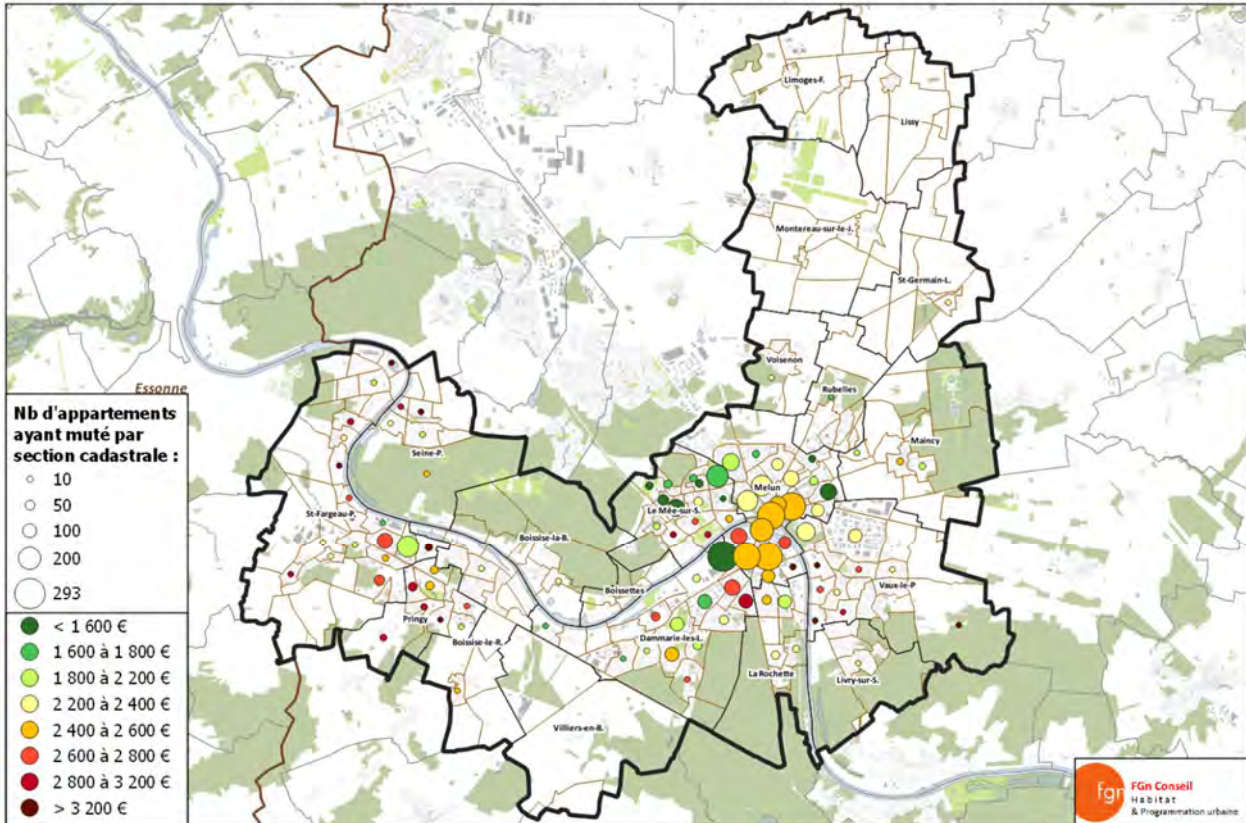 Limoges-F.
Lissy
Montereau-sur-le-J.
St-Germain-L.
Voisenon
Rubelles
Essonne
Maincy
Seine-P.
Melun
Le Mée-sur-S.
St-Fargeau-P.
Boissise-la-B.
Boissettes
Vaux-le-P
Pringy
Boissise-le-R.
Dammarie-les-L.
La Rochette
Livry-sur-S.
Villiers-en-B.
Nb d'appartements
ayant muté par
section cadastrale :
10
50
100
200
293
< 1 600 €
1 600 à 1 800 €
1 800 à 2 200 €
2 200 à 2 400 €
2 400 à 2 600 €
2 600 à 2 800 €
2 800 à 3 200 €
> 3 200 €
fgn
FGn Conseil
Habitat
& Programmation urbaine